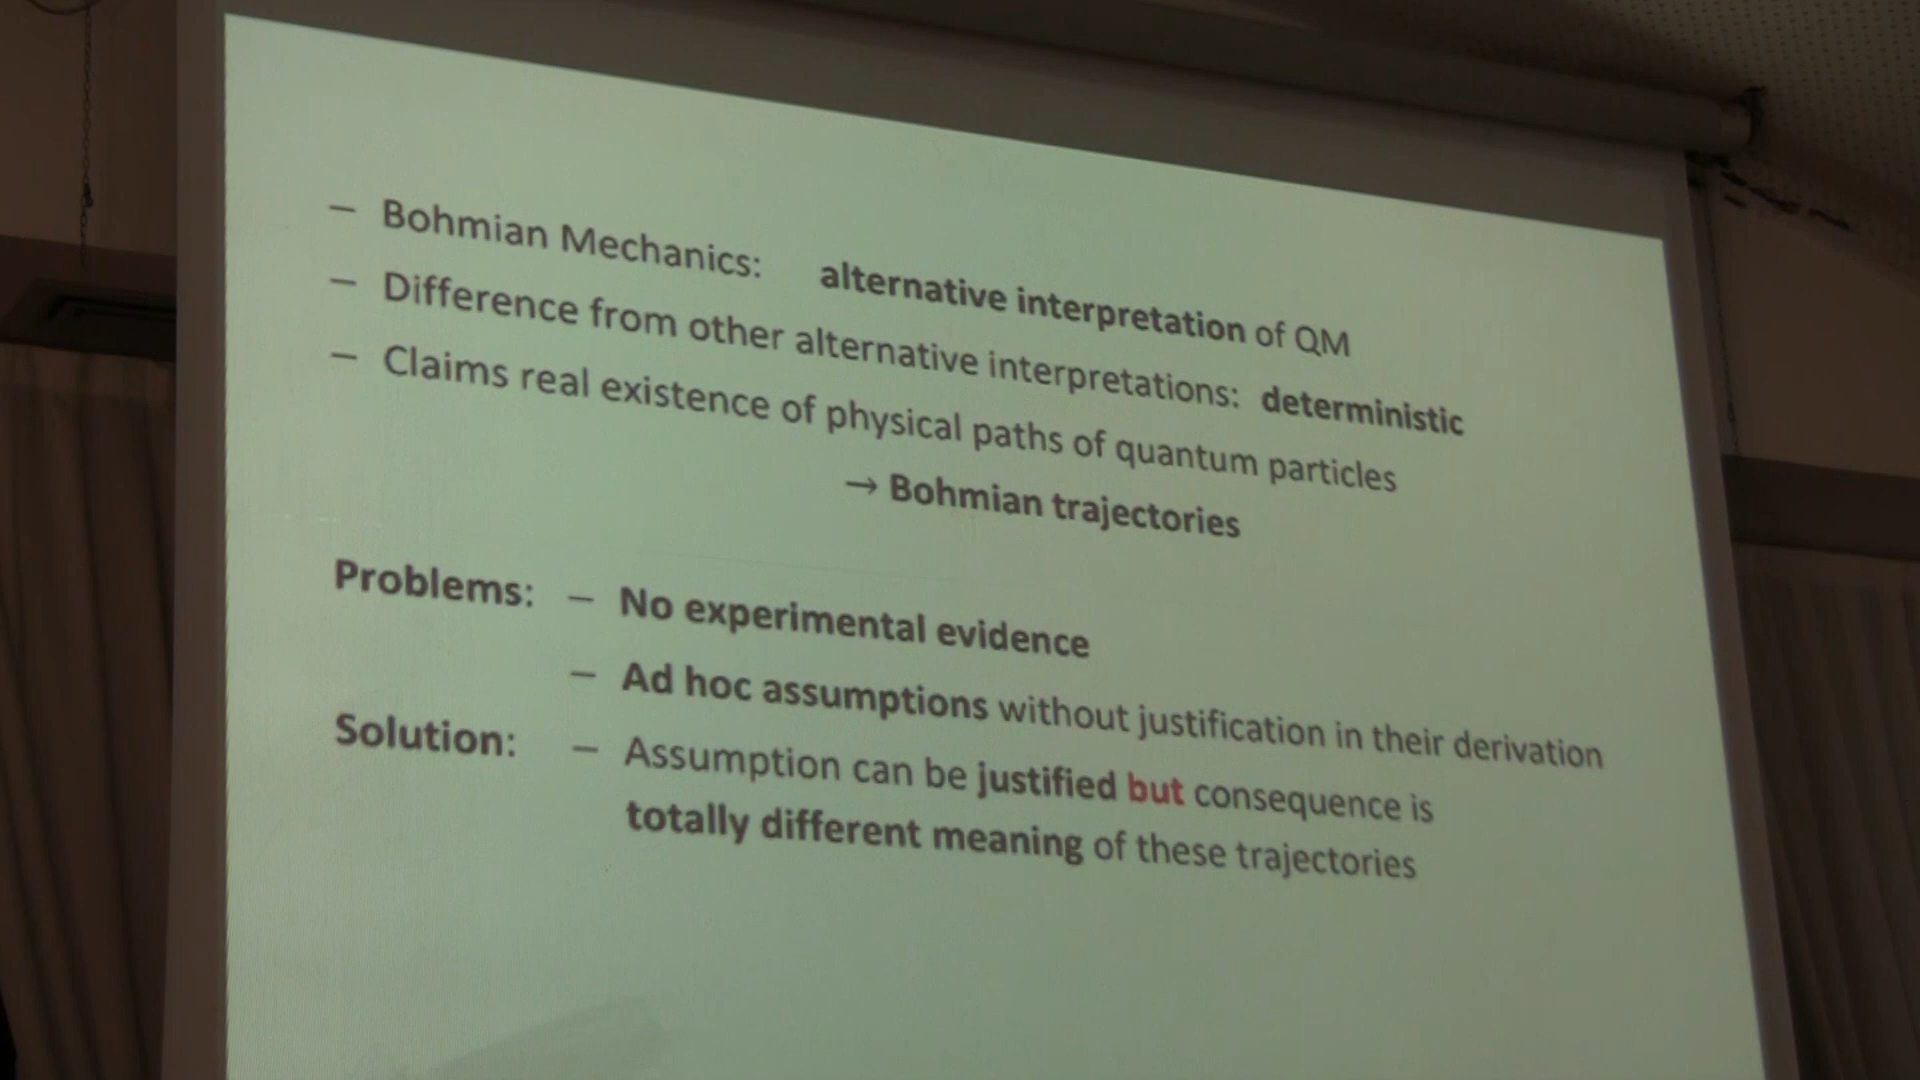 – Bohmian Mechanics: alternative interpretation of QM
– Difference from other alternative interpretations: deterministic
– Claims real existence of physical paths of quantum particles
→ Bohmian trajectories
Problems: – No experimental evidence
– Ad hoc assumptions without justification in their derivation
Solution: – Assumption can be justified but consequence is
totally different meaning of these trajectories